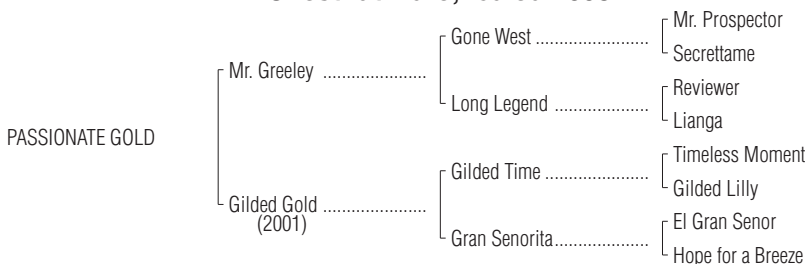 Mr. Prospector
Gone West ......................
Secrettame
Mr. Greeley ........................
Reviewer
Long Legend ....................
Lianga
PASSIONATE GOLD
Timeless Moment
Gilded Time ......................
Gilded Lilly
Gilded Gold ........................
(2001)
El Gran Senor
Gran Senorita....................
Hope for a Breeze